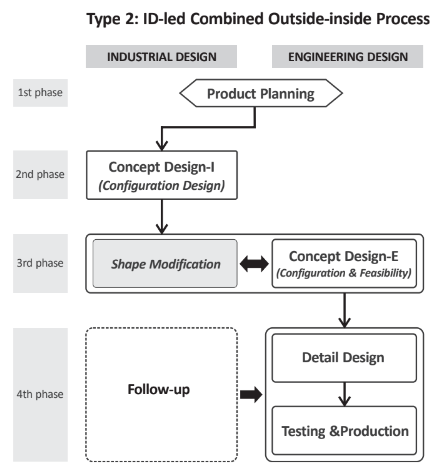 Type 2: ID-led Combined Outside-inside Process
INDUSTRIAL DESIGN
ENGINEERING DESIGN
1st phase
Product Planning
2nd phase
Concept Design-I
(Configuration Design)
3rd phase
Shape Modification
Concept Design-E
(Configuration & Feasibility)
4th phase
Follow-up
Detail Design
Testing &Production